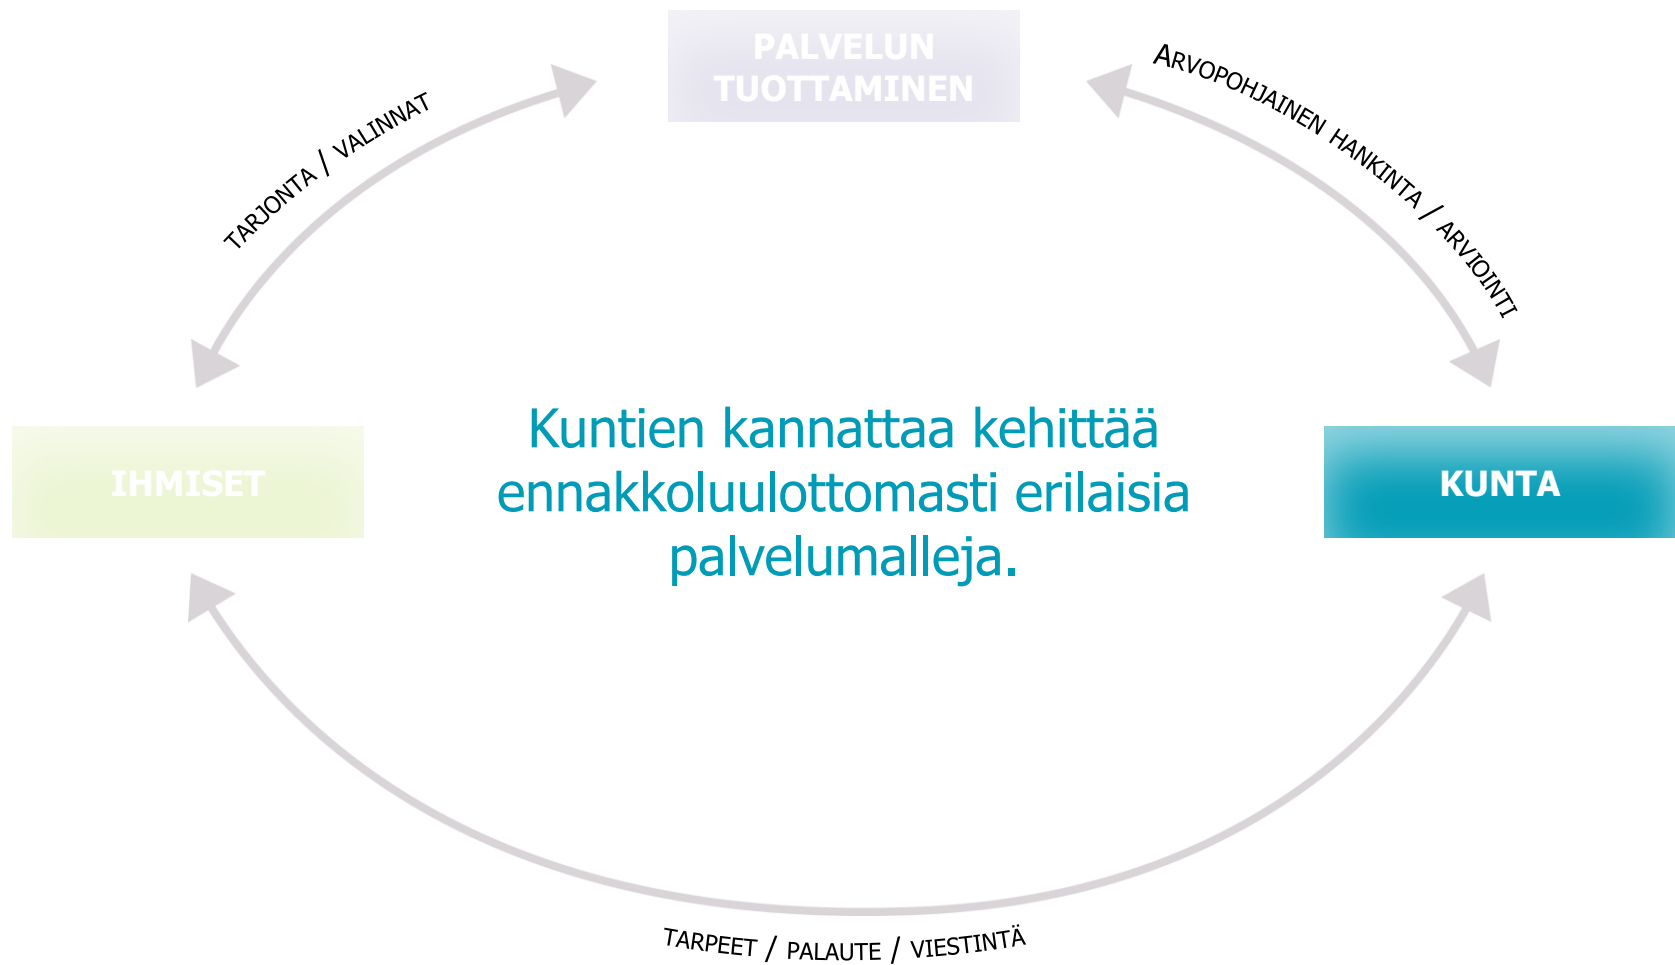 PALVELUN
TUOTTAMINEN
TARJONTA / VALINNAT
ARVOPOHJAINEN HANKINTA / ARVIOINTI
IHMISET
Kuntien kannattaa kehittää
ennakkoluulottomasti erilaisia
palvelumalleja.
KUNTA
TARPEET / PALAUTE / VIESTINTÄ